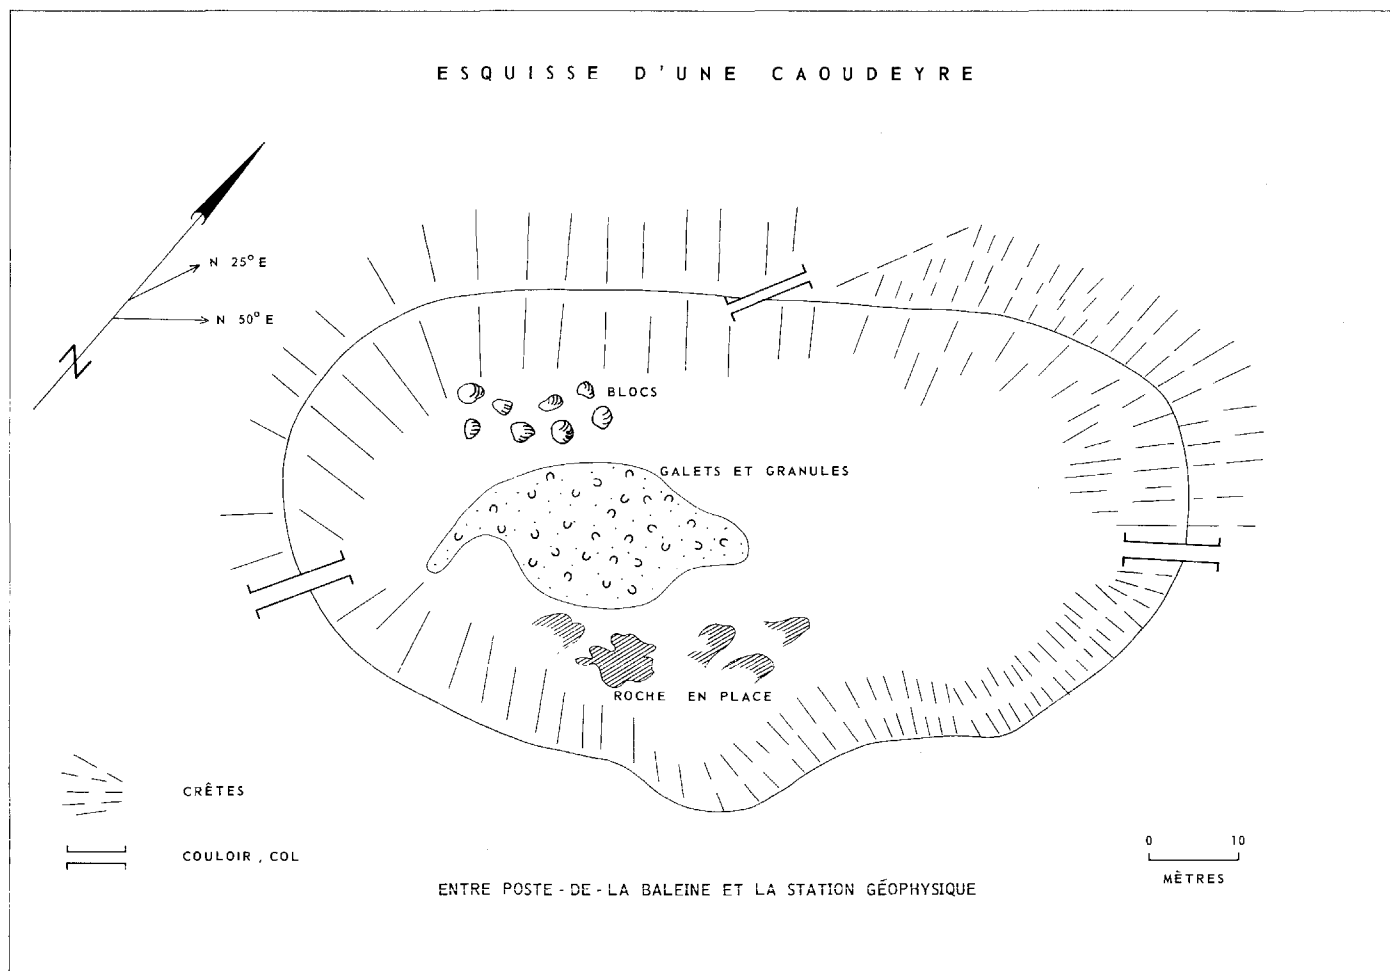 ESQUISSE D'UNE CAOUDEYRE
N 25° E
N 50° E
N
BLOCS
GALETS ET GRANULES
ROCHE EN PLACE
CRÊTES
COULOIR, COL
0 10
MÈTRES
ENTRE POSTE-DE-LA BALEINE ET LA STATION GÉOPHYSIQUE